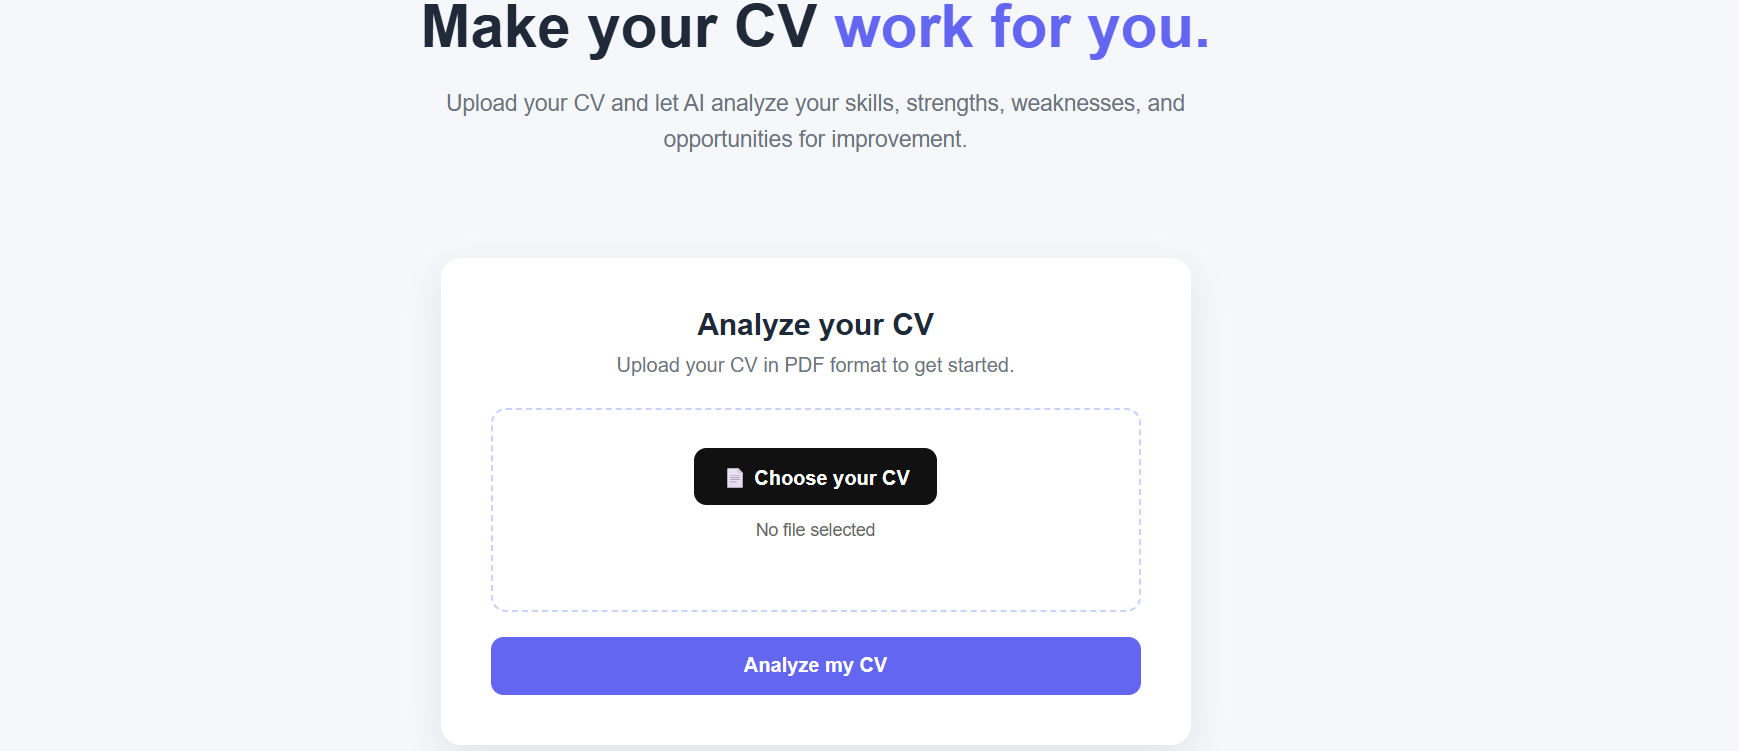 Make your CV work for you.
Upload your CV and let AI analyze your skills, strengths, weaknesses, and
opportunities for improvement.
Analyze your CV
Upload your CV in PDF format to get started.
Choose your CV
No file selected
Analyze my CV